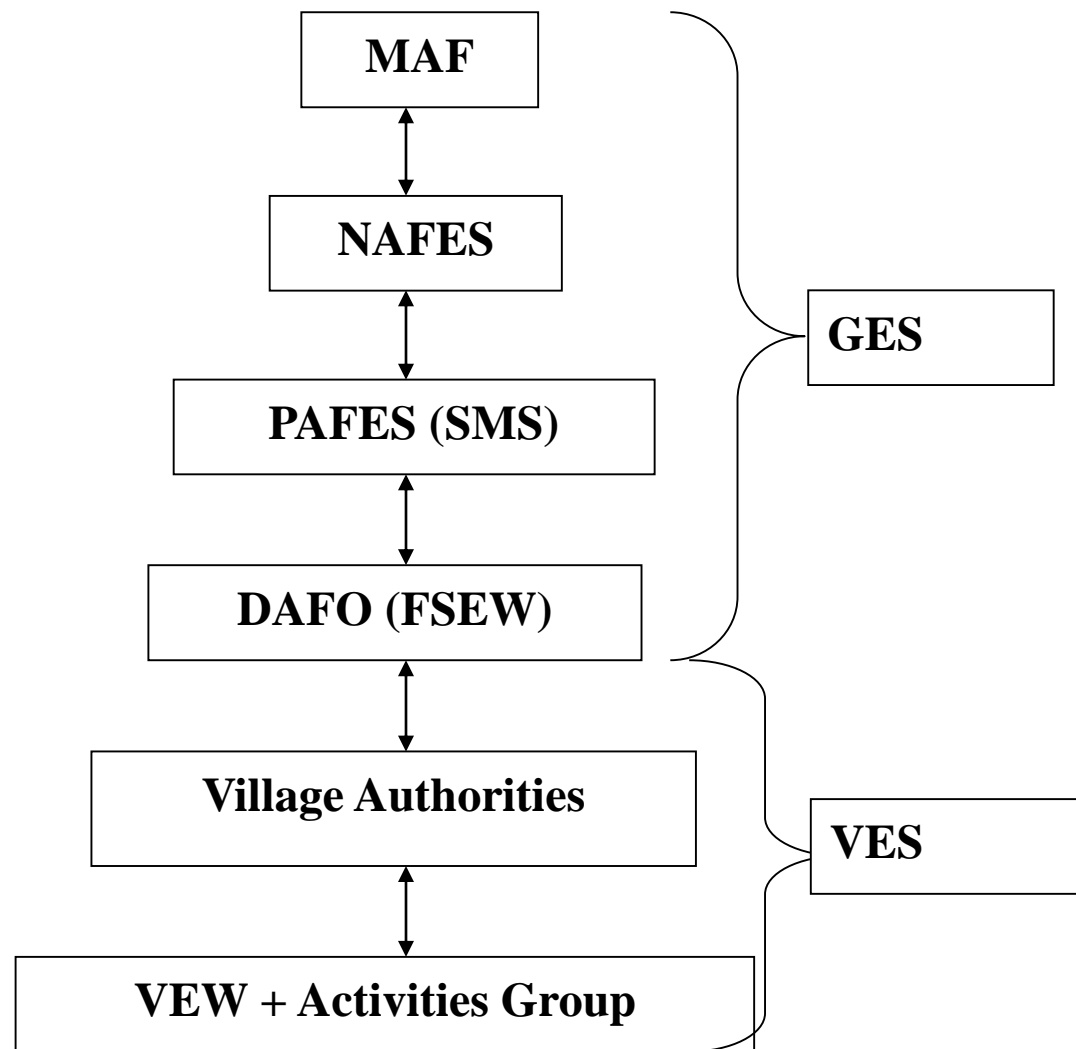 MAF
NAFES
GES
PAFES (SMS)
DAFO (FSEW)
Village Authorities
VES
VEW + Activities Group